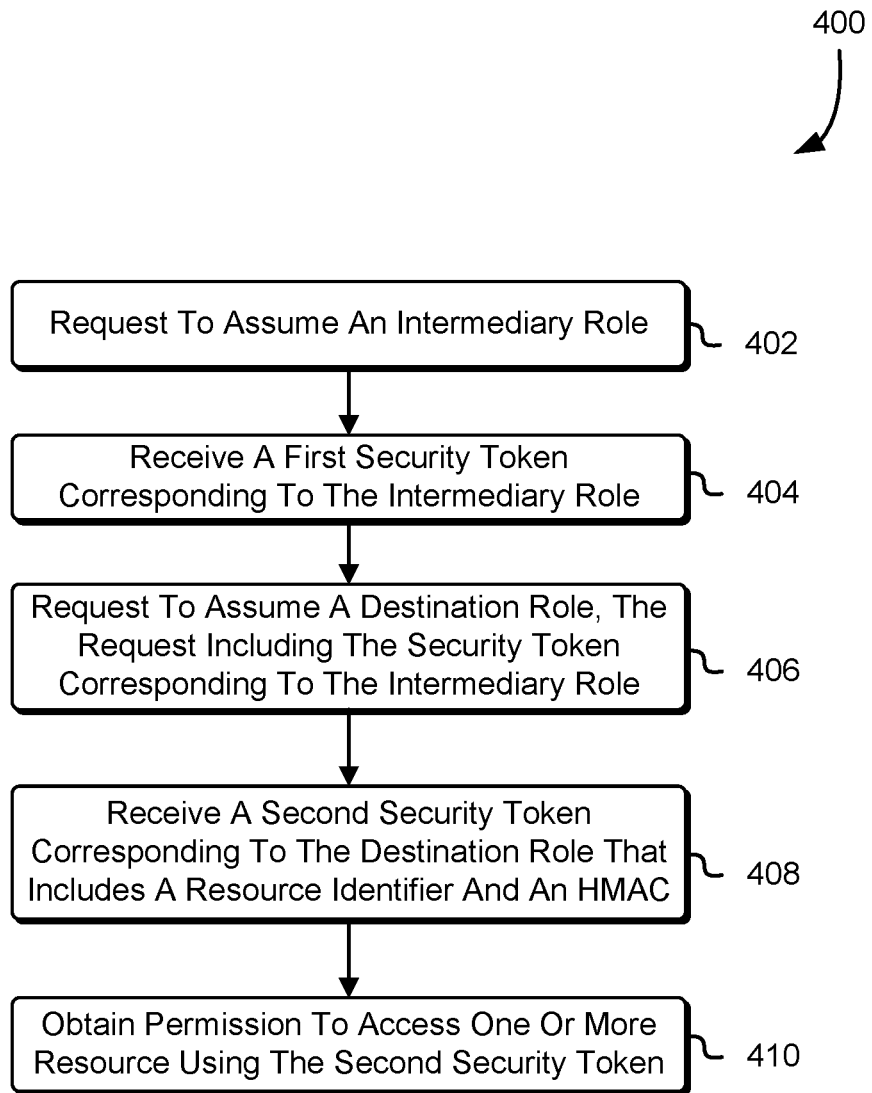 400
Request To Assume An Intermediary Role
402
Receive A First Security Token
Corresponding To The Intermediary Role
404
Request To Assume A Destination Role, The
Request Including The Security Token
Corresponding To The Intermediary Role
406
Receive A Second Security Token
Corresponding To The Destination Role That
Includes A Resource Identifier And An HMAC
408
Obtain Permission To Access One Or More
Resource Using The Second Security Token
410